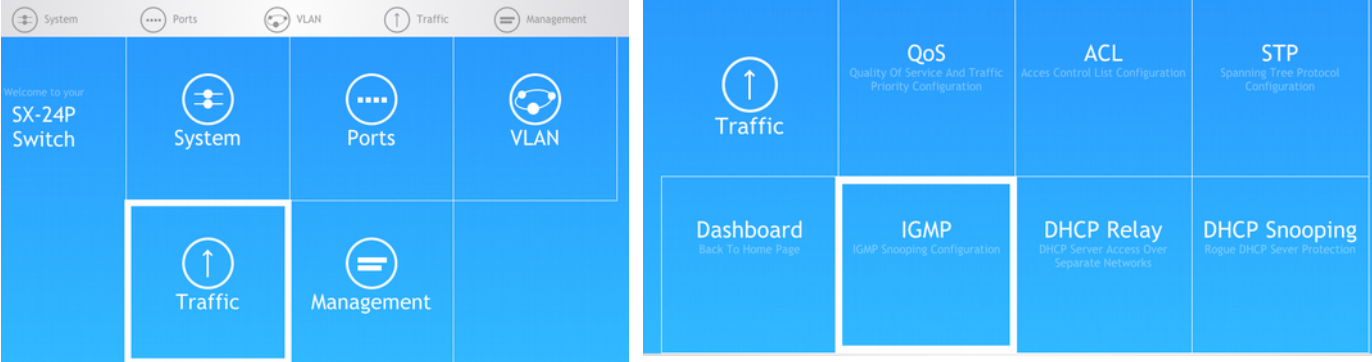 System
Ports
VLAN
Traffic
Management
Welcome to your
SX-24P
Switch
System
Ports
VLAN
Traffic
Management
Traffic
QoS
Quality Of Service And Traffic
Priority Configuration
ACL
Acces Control List Configuration
STP
Spanning Tree Protocol
Configuration
Dashboard
Back To Home Page
IGMP
IGMP Snooping Configuration
DHCP Relay
DHCP Server Access Over
Separate Networks
DHCP Snooping
Rogue DHCP Sever Protection